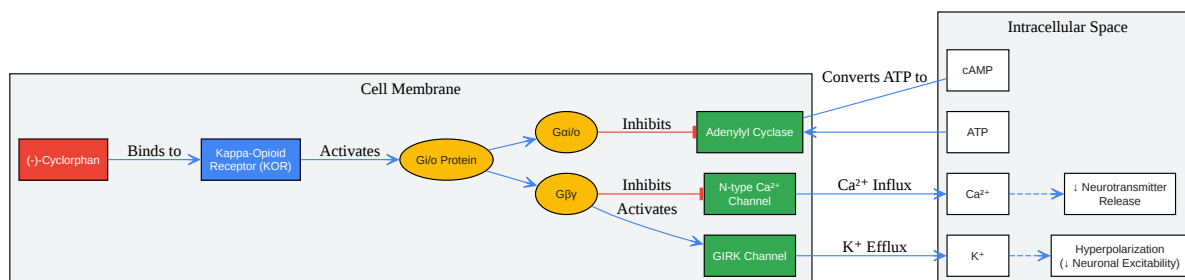 Intracellular Space
Cell Membrane
cAMP
Converts ATP to
(-)-Cyclorphan
Binds to
Kappa-Opioid
Receptor (KOR)
Activates
Gi/o Protein
Gαi/o
Inhibits
Adenylyl Cyclase
ATP
Gβγ
Inhibits
Activates
N-type Ca²⁺
Channel
Ca²⁺ Influx
Ca²⁺
↓ Neurotransmitter
Release
GIRK Channel
K⁺ Efflux
K⁺
Hyperpolarization
(↓ Neuronal Excitability)